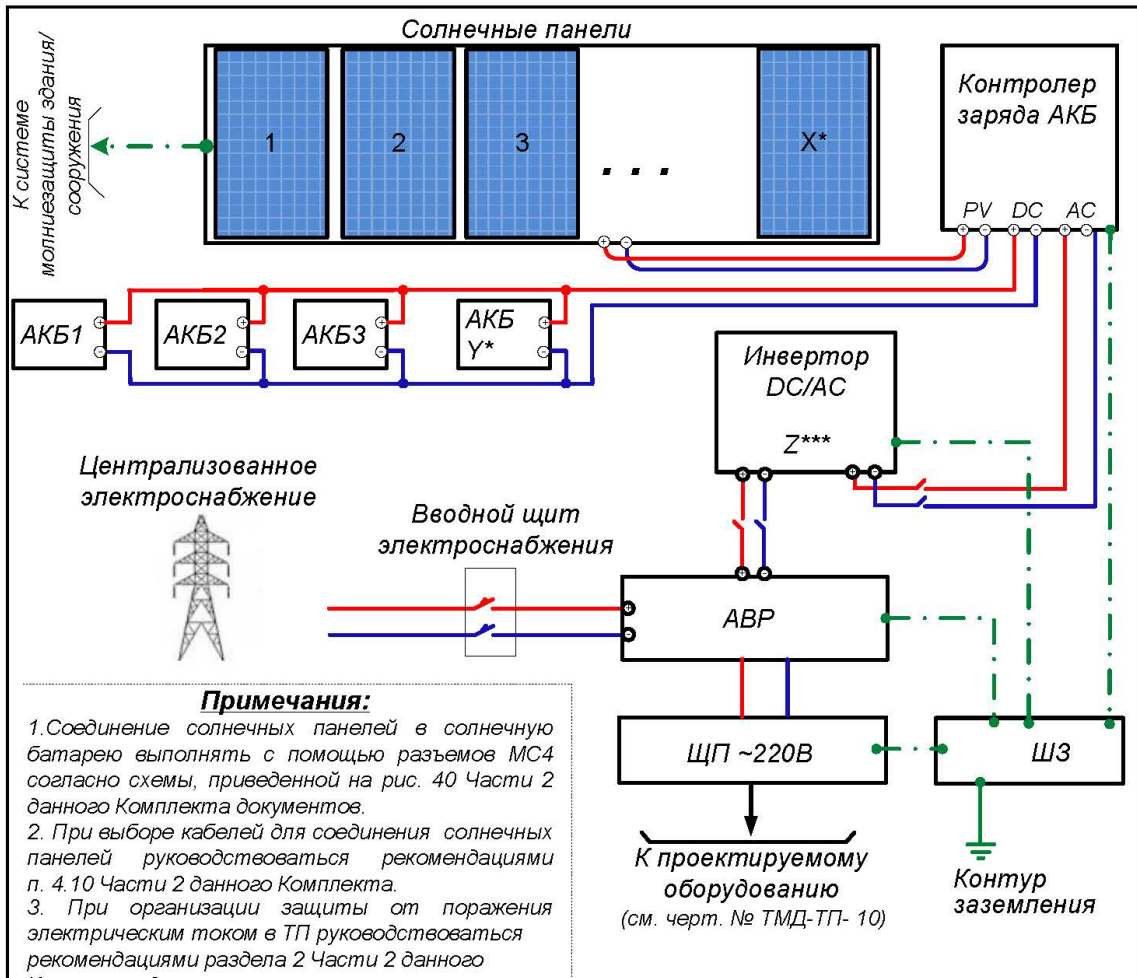 Солнечные панели
К системе
молниезащиты здания/
сооружения
1
2
3
. . .
X*
Контролер
заряда АКБ
PV DC AC
АКБ1
АКБ2
АКБ3
АКБ
Y*
Инвертор
DC/AC
Z***
Централизованное
электроснабжение
Вводной щит
электроснабжения
АВР
ЩП ~220В
ШЗ
К проектируемому
оборудованию
(см. черт. № ТМД-ТП- 10)
Контур
заземления
Примечания:
1.Соединение солнечных панелей в солнечную
батарею выполнять с помощью разъемов МС4
согласно схемы, приведенной на рис. 40 Части 2
данного Комплекта документов.
2. При выборе кабелей для соединения солнечных
панелей руководствоваться рекомендациями
п. 4.10 Части 2 данного Комплекта.
3. При организации защиты от поражения
электрическим током в ТП руководствоваться
рекомендациями раздела 2 Части 2 данного